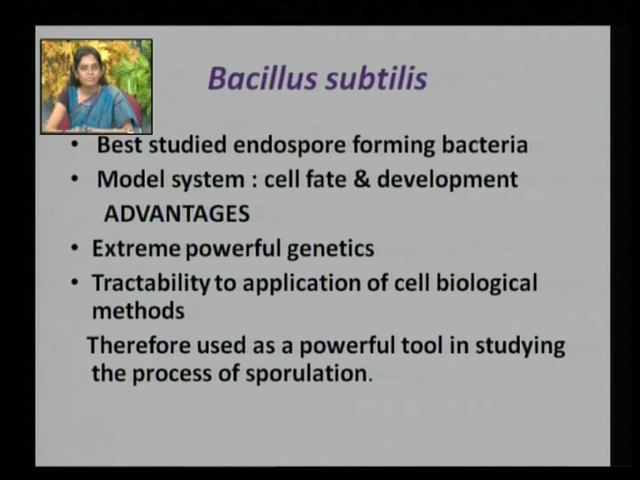 Bacillus subtilis
• Best studied endospore forming bacteria
• Model system : cell fate & development
ADVANTAGES
• Extreme powerful genetics
• Tractability to application of cell biological
methods
Therefore used as a powerful tool in studying
the process of sporulation.